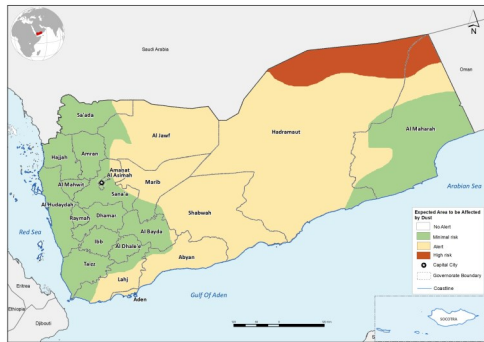 N
Saudi Arabia
Oman
Sa'ada
Al Jawf
Hadramaut
Al Maharah
Hajjah
Amran
Amanat
Al Asimah
Al Mahwit
Marib
Sana'a
Arabian Sea
Al Hudaydah
Shabwah
Raymah
Dhamar
Red Sea
Al Bayda
Ibb
Al Dhale'e
Abyan
Taizz
Lahj
Aden
Gulf Of Aden
Eritrea
Ethiopia
Djibouti
Expected Area to be Affected
by Dust
No Alert
Minimal risk
Alert
High risk
Capital City
Governorate Boundary
Coastline
SOCOTRA